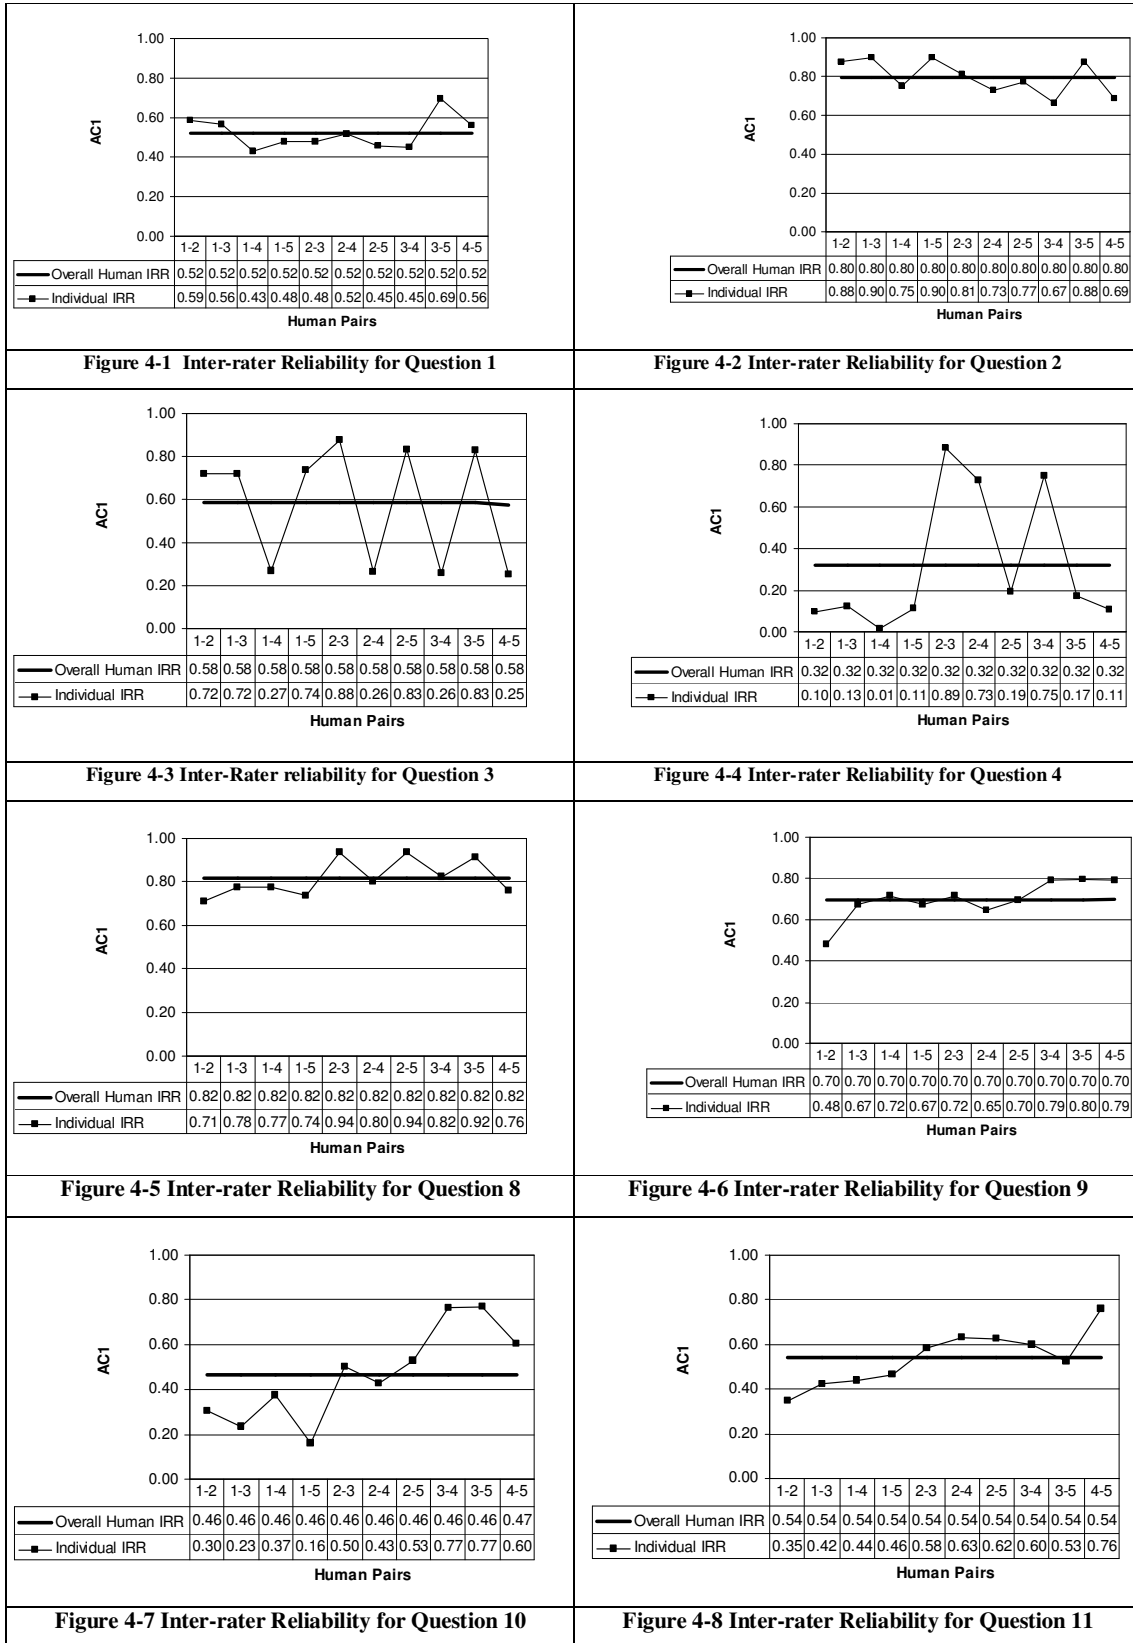 1.00
0.80
0.60
0.40
0.20
0.00
AC1
1-2 1-3 1-4 1-5 2-3 2-4 2-5 3-4 3-5 4-5
Overall Human IRR 0.52 0.52 0.52 0.52 0.52 0.52 0.52 0.52 0.52 0.52
Individual IRR 0.59 0.56 0.43 0.48 0.48 0.52 0.45 0.45 0.69 0.56
Human Pairs
Figure 4-1 Inter-rater Reliability for Question 1
1.00
0.80
0.60
0.40
0.20
0.00
AC1
1-2 1-3 1-4 1-5 2-3 2-4 2-5 3-4 3-5 4-5
Overall Human IRR 0.80 0.80 0.80 0.80 0.80 0.80 0.80 0.80 0.80 0.80
Individual IRR 0.88 0.90 0.75 0.90 0.81 0.73 0.77 0.67 0.88 0.69
Human Pairs
Figure 4-2 Inter-rater Reliability for Question 2
1.00
0.80
0.60
0.40
0.20
0.00
AC1
1-2 1-3 1-4 1-5 2-3 2-4 2-5 3-4 3-5 4-5
Overall Human IRR 0.58 0.58 0.58 0.58 0.58 0.58 0.58 0.58 0.58 0.58
Individual IRR 0.72 0.72 0.27 0.74 0.88 0.26 0.83 0.26 0.83 0.25
Human Pairs
Figure 4-3 Inter-Rater reliability for Question 3
1.00
0.80
0.60
0.40
0.20
0.00
AC1
1-2 1-3 1-4 1-5 2-3 2-4 2-5 3-4 3-5 4-5
Overall Human IRR 0.32 0.32 0.32 0.32 0.32 0.32 0.32 0.32 0.32 0.32
Individual IRR 0.10 0.13 0.01 0.11 0.89 0.73 0.19 0.75 0.17 0.11
Human Pairs
Figure 4-4 Inter-rater Reliability for Question 4
1.00
0.80
0.60
0.40
0.20
0.00
AC1
1-2 1-3 1-4 1-5 2-3 2-4 2-5 3-4 3-5 4-5
Overall Human IRR 0.82 0.82 0.82 0.82 0.82 0.82 0.82 0.82 0.82 0.82
Individual IRR 0.71 0.78 0.77 0.74 0.94 0.80 0.94 0.82 0.92 0.76
Human Pairs
Figure 4-5 Inter-rater Reliability for Question 8
1.00
0.80
0.60
0.40
0.20
0.00
AC1
1-2 1-3 1-4 1-5 2-3 2-4 2-5 3-4 3-5 4-5
Overall Human IRR 0.70 0.70 0.70 0.70 0.70 0.70 0.70 0.70 0.70 0.70
Individual IRR 0.48 0.67 0.72 0.67 0.72 0.65 0.70 0.79 0.80 0.79
Human Pairs
Figure 4-6 Inter-rater Reliability for Question 9
1.00
0.80
0.60
0.40
0.20
0.00
AC1
1-2 1-3 1-4 1-5 2-3 2-4 2-5 3-4 3-5 4-5
Overall Human IRR 0.46 0.46 0.46 0.46 0.46 0.46 0.46 0.46 0.46 0.47
Individual IRR 0.30 0.23 0.37 0.16 0.50 0.43 0.53 0.77 0.77 0.60
Human Pairs
Figure 4-7 Inter-rater Reliability for Question 10
1.00
0.80
0.60
0.40
0.20
0.00
AC1
1-2 1-3 1-4 1-5 2-3 2-4 2-5 3-4 3-5 4-5
Overall Human IRR 0.54 0.54 0.54 0.54 0.54 0.54 0.54 0.54 0.54 0.54
Individual IRR 0.35 0.42 0.44 0.46 0.58 0.63 0.62 0.60 0.53 0.76
Human Pairs
Figure 4-8 Inter-rater Reliability for Question 11